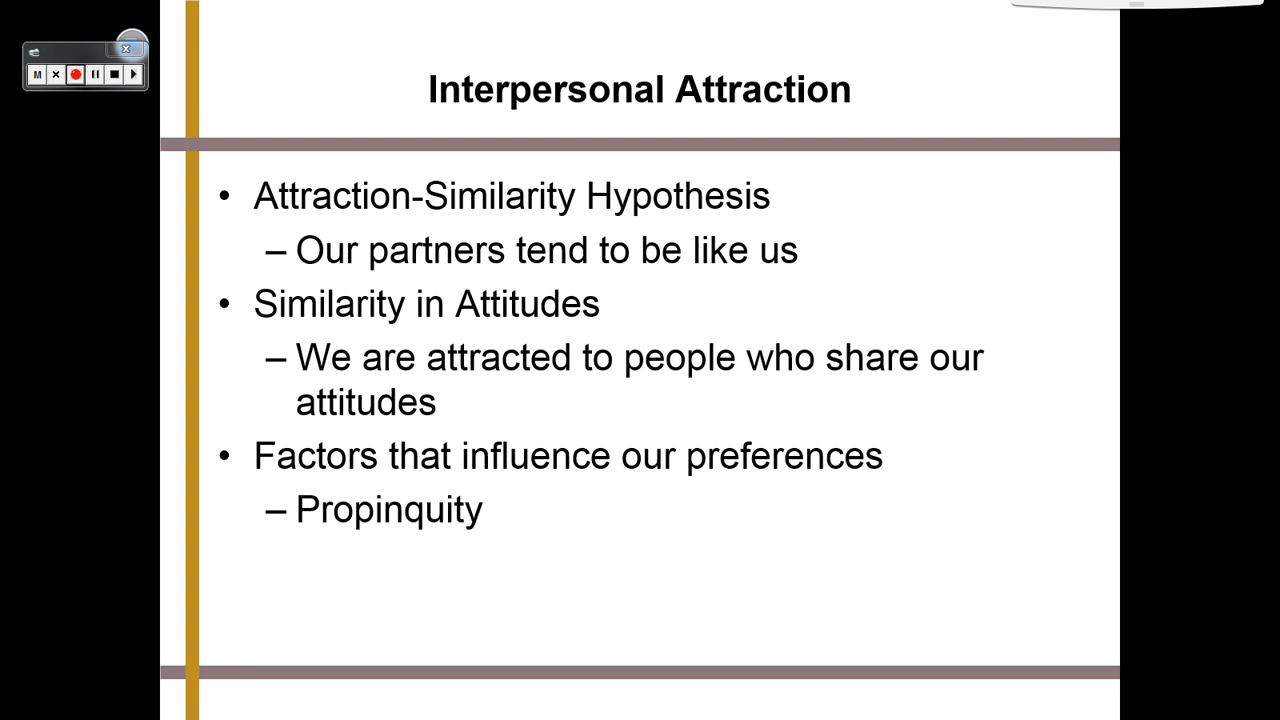 M
Interpersonal Attraction
• Attraction-Similarity Hypothesis
– Our partners tend to be like us
• Similarity in Attitudes
– We are attracted to people who share our
attitudes
• Factors that influence our preferences
– Propinquity